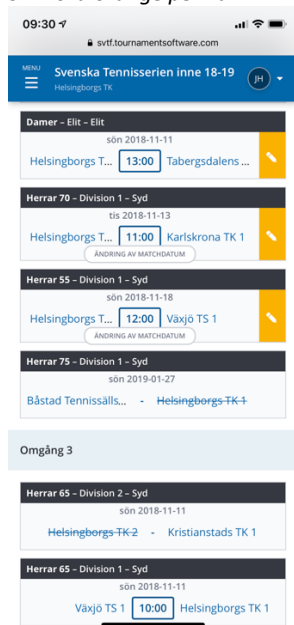 09:30
svtf.tournamentsoftware.com
MENU
Svenska Tennisserien inne 18-19
Helsingborgs TK
JH
Damer – Elit – Elit
sön 2018-11-11
Helsingborgs T... 13:00 Tabergsdalens ...
Herrar 70 – Division 1 – Syd
tis 2018-11-13
Helsingborgs T... 11:00 Karlskrona TK 1
ÄNDRING AV MATCHDATUM
Herrar 55 – Division 1 – Syd
sön 2018-11-18
Helsingborgs T... 12:00 Växjö TS 1
ÄNDRING AV MATCHDATUM
Herrar 75 – Division 1 – Syd
sön 2019-01-27
Båstad Tennissälls... - Helsingborgs TK 1
Omgång 3
Herrar 65 – Division 2 – Syd
sön 2018-11-11
Helsingborgs TK 2 - Kristianstads TK 1
Herrar 65 – Division 1 – Syd
sön 2018-11-11
Växjö TS 1 10:00 Helsingborgs TK 1